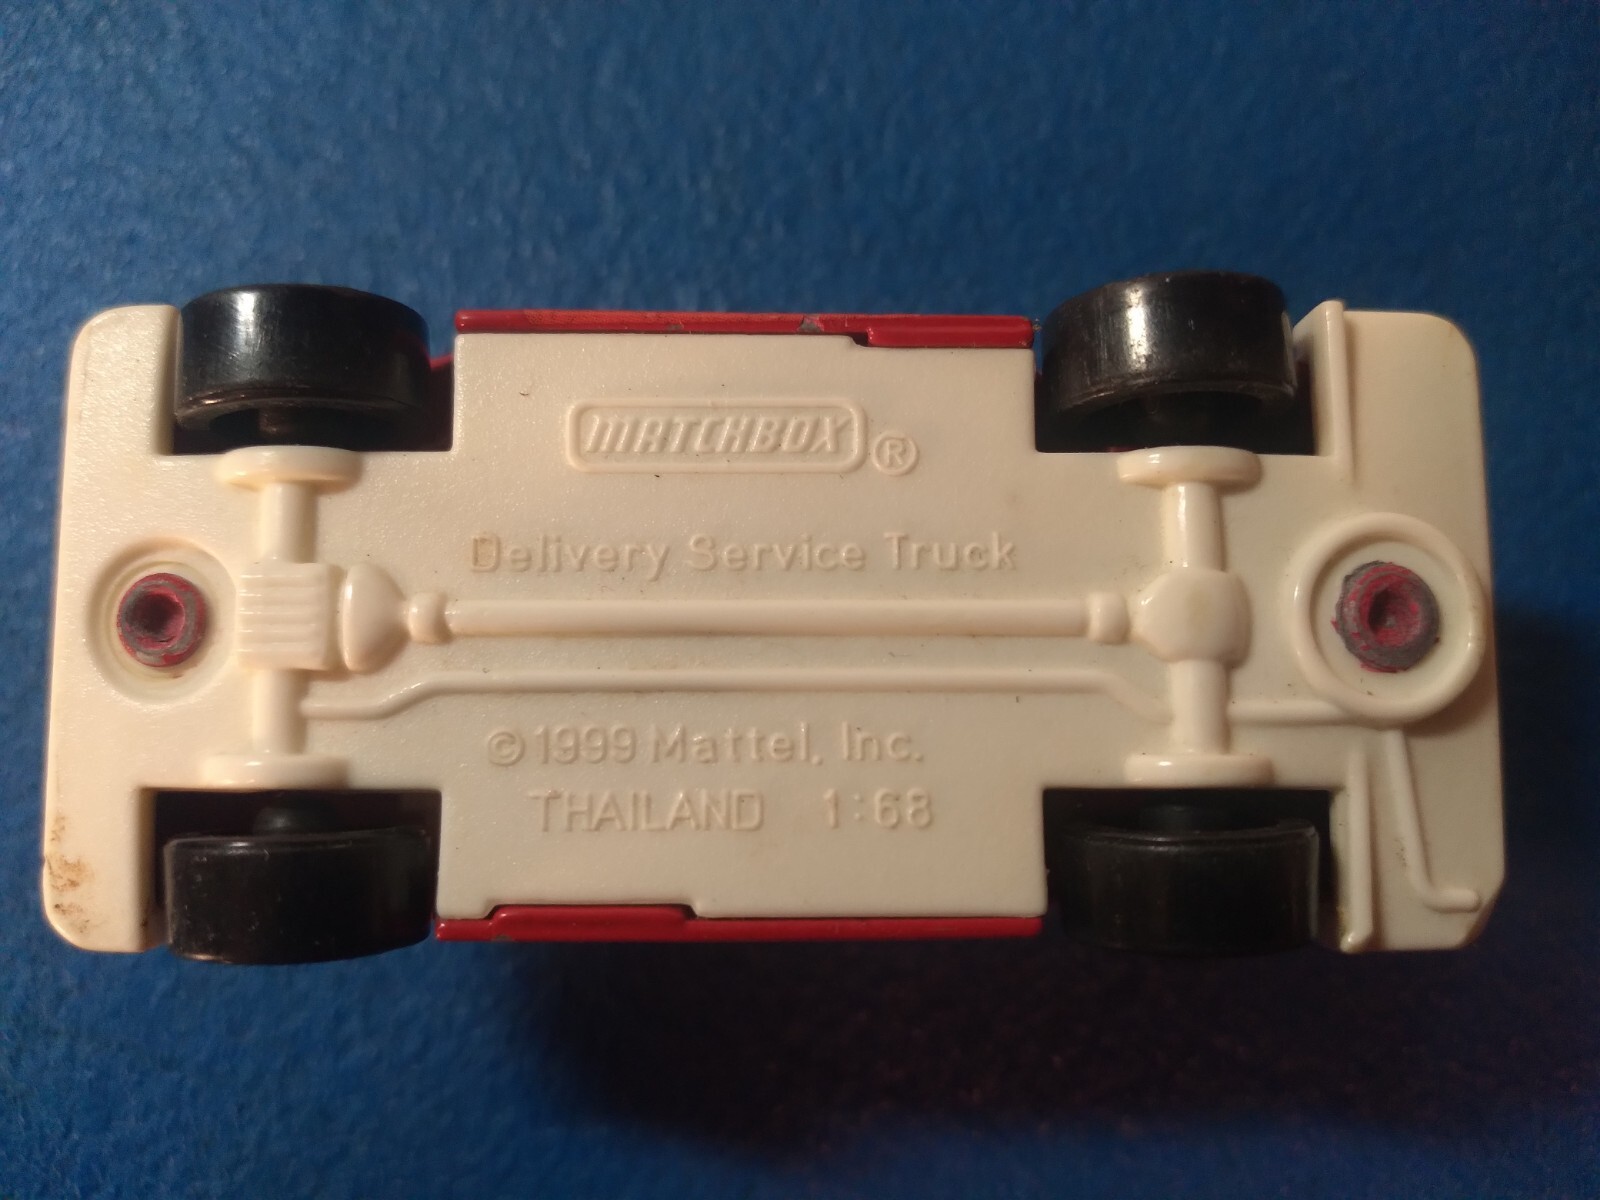 MATCHBOX ®
Delivery Service Truck
© 1999 Mattel, Inc.
THAILAND 1:68